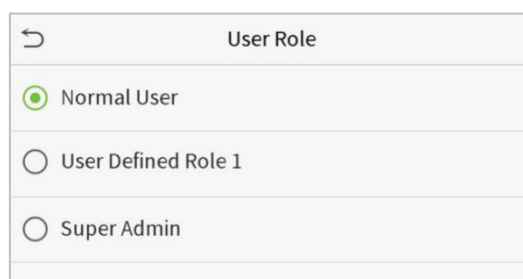 User Role
Normal User
User Defined Role 1
Super Admin